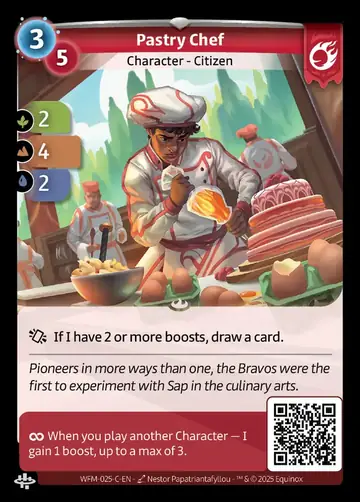 3
Pastry Chef
5
Character - Citizen
2
4
2
If I have 2 or more boosts, draw a card.
Pioneers in more ways than one, the Bravos were the
first to experiment with Sap in the culinary arts.
∞ When you play another Character — I
gain 1 boost, up to a max of 3.
WFM-025-C-EN - Nestor Papatriantafyllou - ™ & © 2025 Equinox